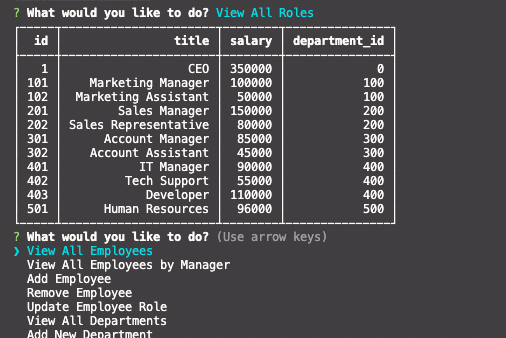 ? What would you like to do? View All Roles
id title salary department_id
1 CEO 350000 0
101 Marketing Manager 100000 100
102 Marketing Assistant 50000 100
201 Sales Manager 150000 200
202 Sales Representative 80000 200
301 Account Manager 85000 300
302 Account Assistant 45000 300
401 IT Manager 90000 400
402 Tech Support 55000 400
403 Developer 110000 400
501 Human Resources 96000 500
? What would you like to do? (Use arrow keys)
❯ View All Employees
View All Employees by Manager
Add Employee
Remove Employee
Update Employee Role
View All Departments
Add New Department